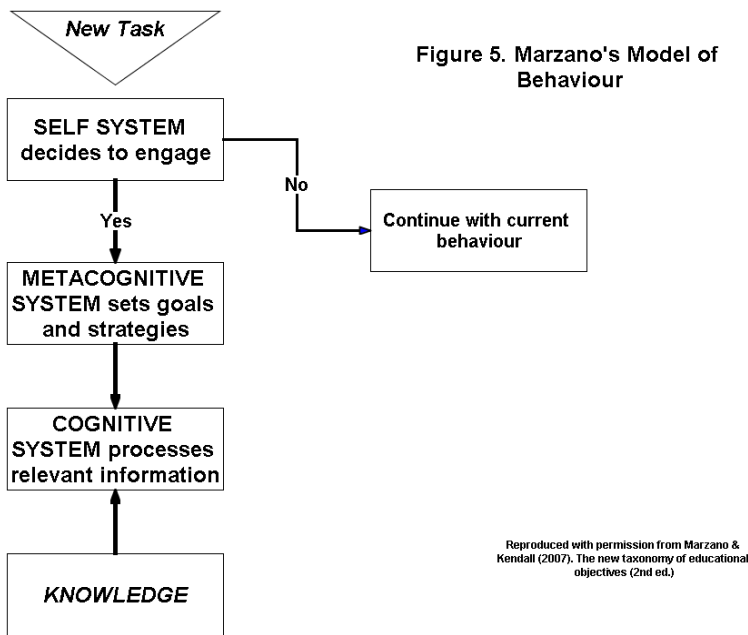 New Task
Figure 5. Marzano's Model of
Behaviour
SELF SYSTEM
decides to engage
No
Yes
Continue with current
behaviour
METACOGNITIVE
SYSTEM sets goals
and strategies
COGNITIVE
SYSTEM processes
relevant information
KNOWLEDGE
Reproduced with permission from Marzano &
Kendall (2007). The new taxonomy of educational
objectives (2nd ed.)